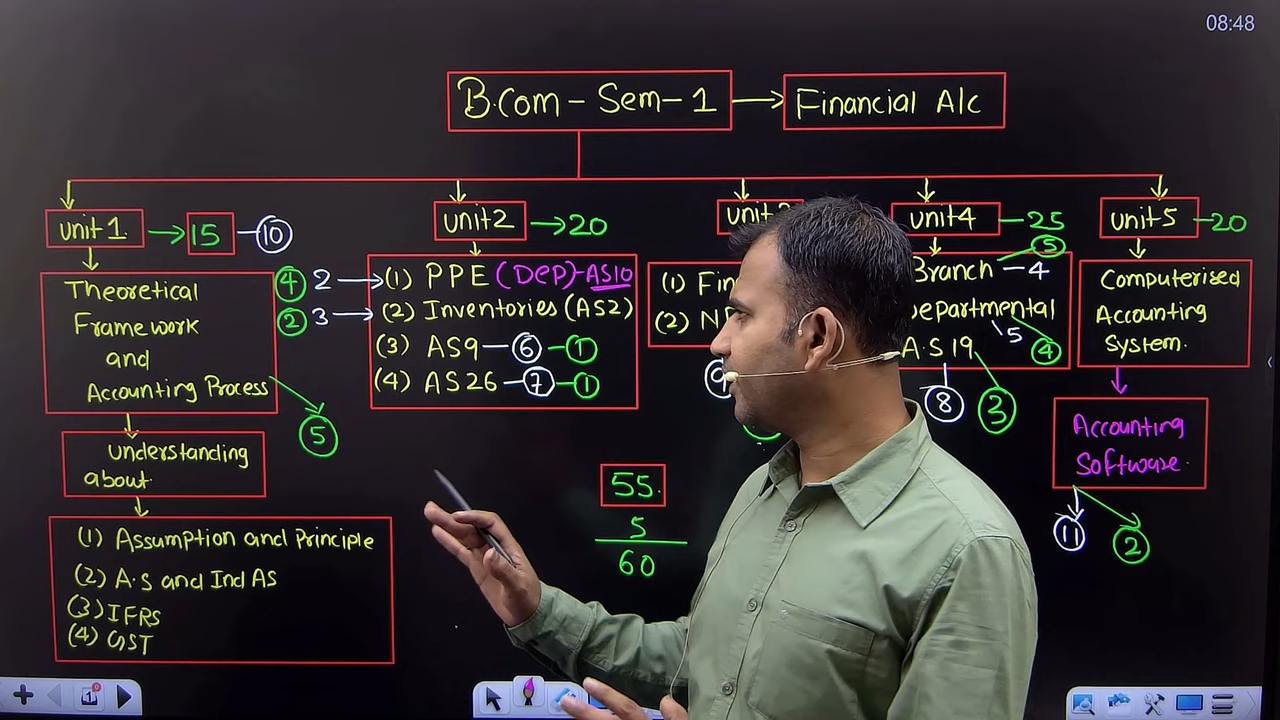 08:48
B.Com - Sem-1 → Financial A/c
unit 1. → 15 - 10
Theoretical
Framework
and
Accounting Process
5
understanding
about
(1) Assumption and Principle
(2) A.S and Ind AS
(3) IFRS
(4) GST
unit 2 → 20
4 2 → (1) PPE (Dep)-AS10
2 3 → (2) Inventories (AS2)
(3) AS9 - 6 - 1
(4) AS26 - 7 - 1
(1)
(2)
55.
5
60
unit 4 - 25
5
Branch - 4
5
4
A.S 19
8 3
unit 5 - 20
Computerised
Accounting
System.
Accounting
Software.
11 2